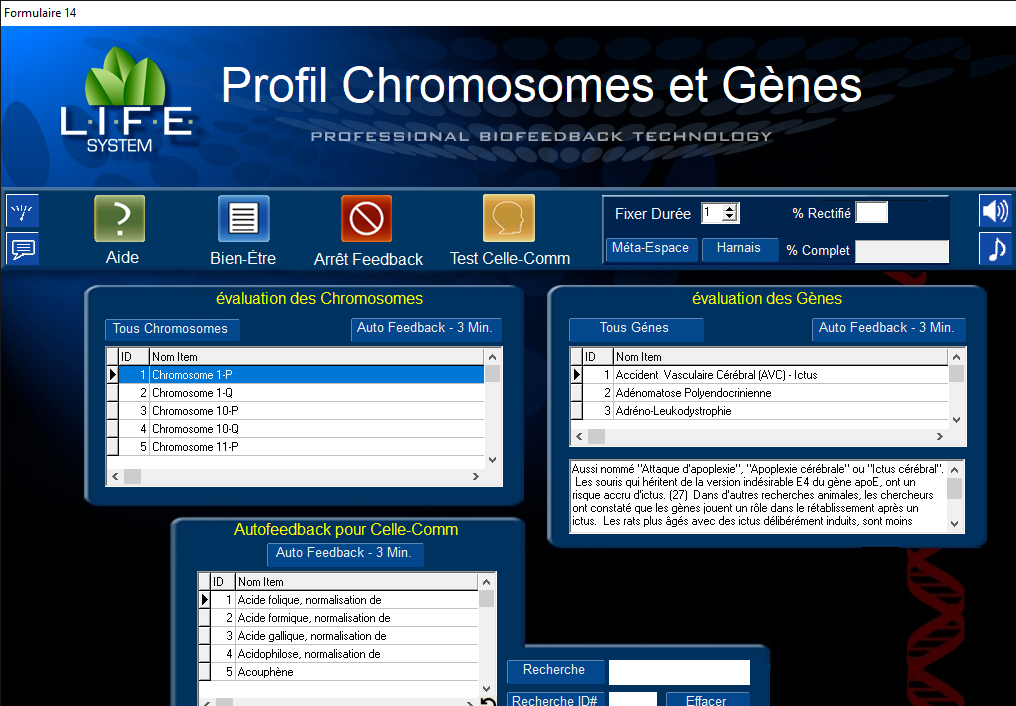 Formulaire 14
L·I·F·E
SYSTEM
Profil Chromosomes et Gènes
PROFESSIONAL BIOFEEDBACK TECHNOLOGY
Aide
Bien-Être
Arrêt Feedback
Test Celle-Comm
Fixer Durée 1
% Rectifié
Méta-Espace
Harnais
% Complet
évaluation des Chromosomes
Tous Chromosomes
Auto Feedback - 3 Min.
ID Nom Item
1 Chromosome 1-P
2 Chromosome 1-Q
3 Chromosome 10-P
4 Chromosome 10-Q
5 Chromosome 11-P
évaluation des Gènes
Tous Génes
Auto Feedback - 3 Min.
ID Nom Item
1 Accident Vasculaire Cérébral (AVC) - Ictus
2 Adénomatose Polyendocrinienne
3 Adréno-Leukodystrophie
Aussi nommé "Attaque d'apoplexie", "Apoplexie cérébrale" ou "Ictus cérébral".
Les souris qui héritent de la version indésirable E4 du gène apoE, ont un
risque accru d'ictus. (27) Dans d'autres recherches animales, les chercheurs
ont constaté que les gènes jouent un rôle dans le rétablissement après un
ictus. Les rats plus âgés avec des ictus délibérément induits, sont moins
Autofeedback pour Celle-Comm
Auto Feedback - 3 Min.
ID Nom Item
1 Acide folique, normalisation de
2 Acide formique, normalisation de
3 Acide gallique, normalisation de
4 Acidophilose, normalisation de
5 Acouphène
Recherche
Recherche ID#
Effacer